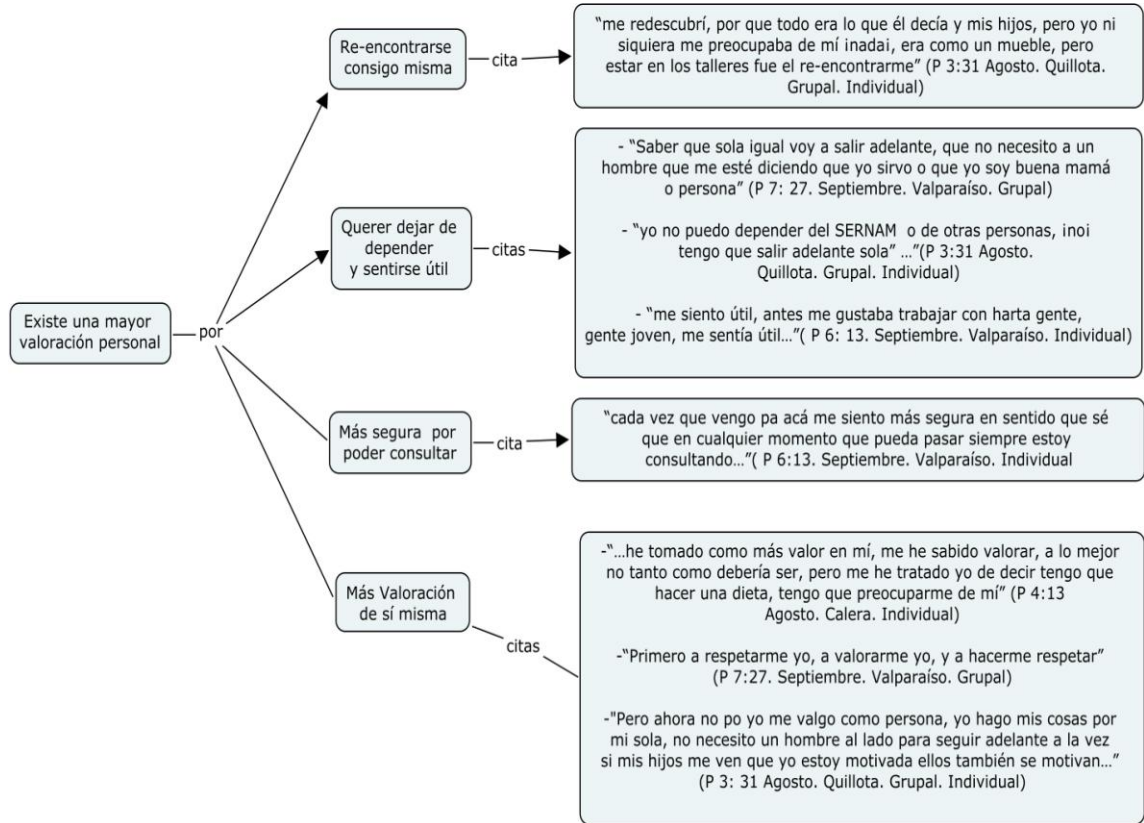 Re-encontrarse
consigo misma
cita
“me redescubrí, por que todo era lo que él decía y mis hijos, pero yo ni
siquiera me preocupaba de mí ¡nada¡, era como un mueble, pero
estar en los talleres fue el re-encontrarme” (P 3:31 Agosto. Quillota.
Grupal. Individual)
Querer dejar de
depender
y sentirse útil
citas
- “Saber que sola igual voy a salir adelante, que no necesito a un
hombre que me esté diciendo que yo sirvo o que yo soy buena mamá
o persona” (P 7: 27. Septiembre. Valparaíso. Grupal)
- “yo no puedo depender del SERNAM o de otras personas, ¡no¡
tengo que salir adelante sola” …”(P 3:31 Agosto.
Quillota. Grupal. Individual)
- “me siento útil, antes me gustaba trabajar con harta gente,
gente joven, me sentía útil…”( P 6: 13. Septiembre. Valparaíso. Individual)
Existe una mayor
valoración personal
por
Más segura por
poder consultar
cita
“cada vez que vengo pa acá me siento más segura en sentido que sé
que en cualquier momento que pueda pasar siempre estoy
consultando…”( P 6:13. Septiembre. Valparaíso. Individual
Más Valoración
de sí misma
citas
-“…he tomado como más valor en mí, me he sabido valorar, a lo mejor
no tanto como debería ser, pero me he tratado yo de decir tengo que
hacer una dieta, tengo que preocuparme de mí” (P 4:13
Agosto. Calera. Individual)
-“Primero a respetarme yo, a valorarme yo, y a hacerme respetar”
(P 7:27. Septiembre. Valparaíso. Grupal)
-"Pero ahora no po yo me valgo como persona, yo hago mis cosas por
mi sola, no necesito un hombre al lado para seguir adelante a la vez
si mis hijos me ven que yo estoy motivada ellos también se motivan…”
(P 3: 31 Agosto. Quillota. Grupal. Individual)